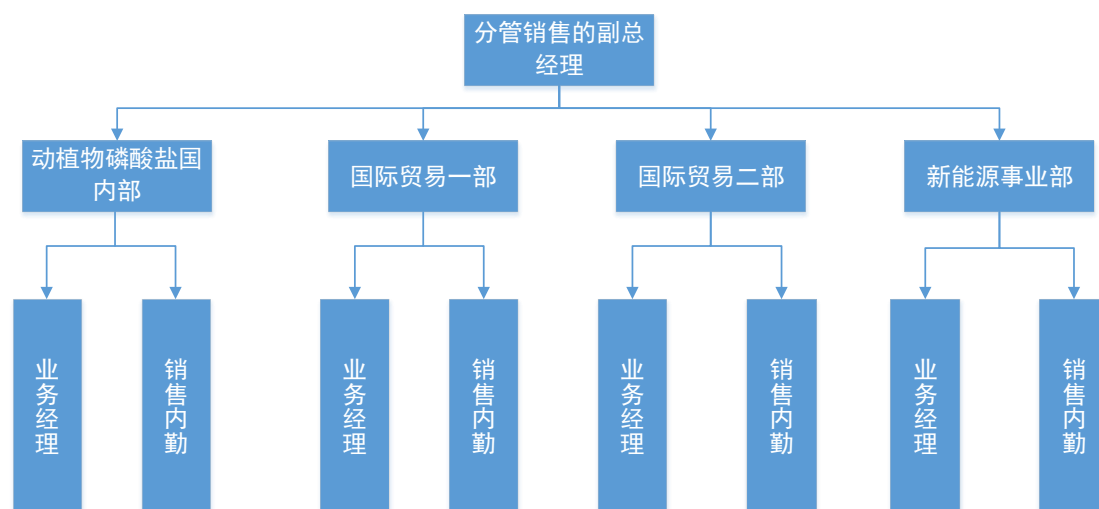 分管销售的副总
经理
动植物磷酸盐国
内部
国际贸易一部
国际贸易二部
新能源事业部
业务经理
销售内勤
业务经理
销售内勤
业务经理
销售内勤
业务经理
销售内勤